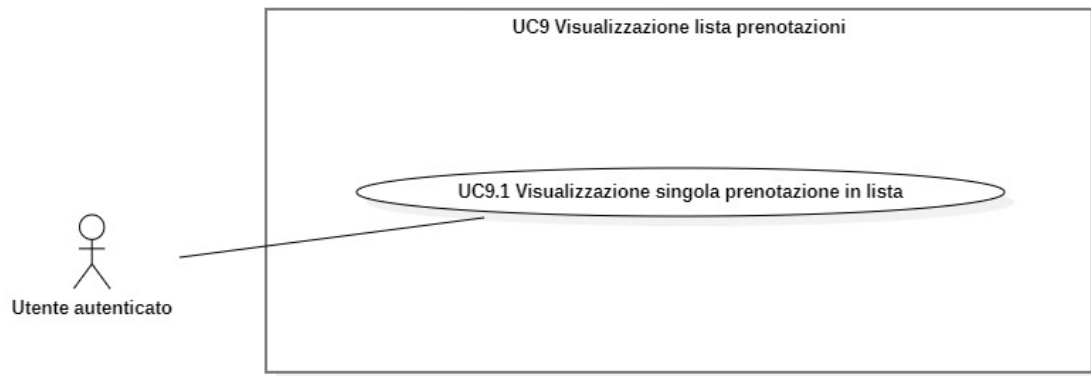 UC9 Visualizzazione lista prenotazioni
UC9.1 Visualizzazione singola prenotazione in lista
Utente autenticato